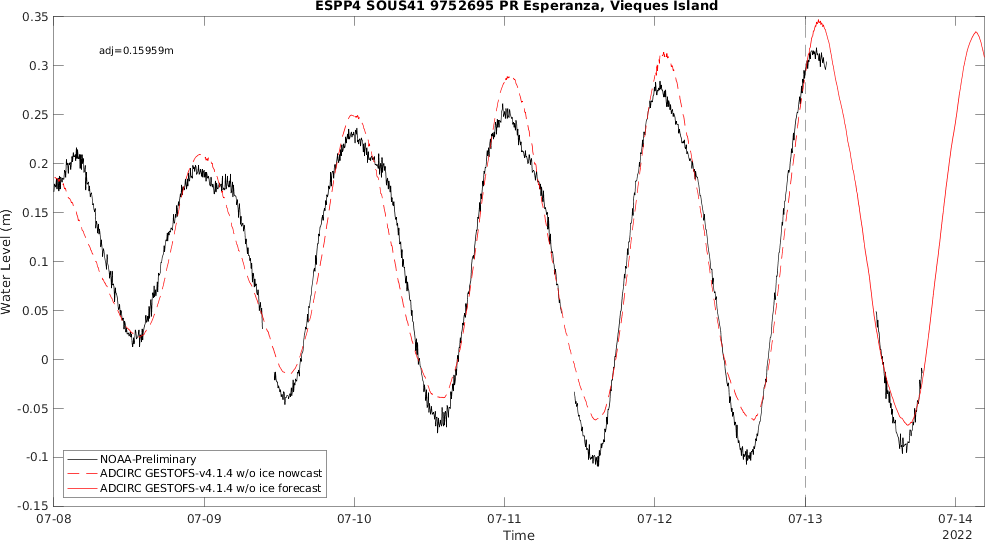 ESPP4 SOUS41 9752695 PR Esperanza, Vieques Island
adj=0.15959m
Water Level (m)
0.35
0.3
0.25
0.2
0.15
0.1
0.05
0
-0.05
-0.1
-0.15
NOAA-Preliminary
ADCIRC GESTOFS-v4.1.4 w/o ice nowcast
ADCIRC GESTOFS-v4.1.4 w/o ice forecast
07-08 07-09 07-10 07-11 07-12 07-13 07-14
Time 2022